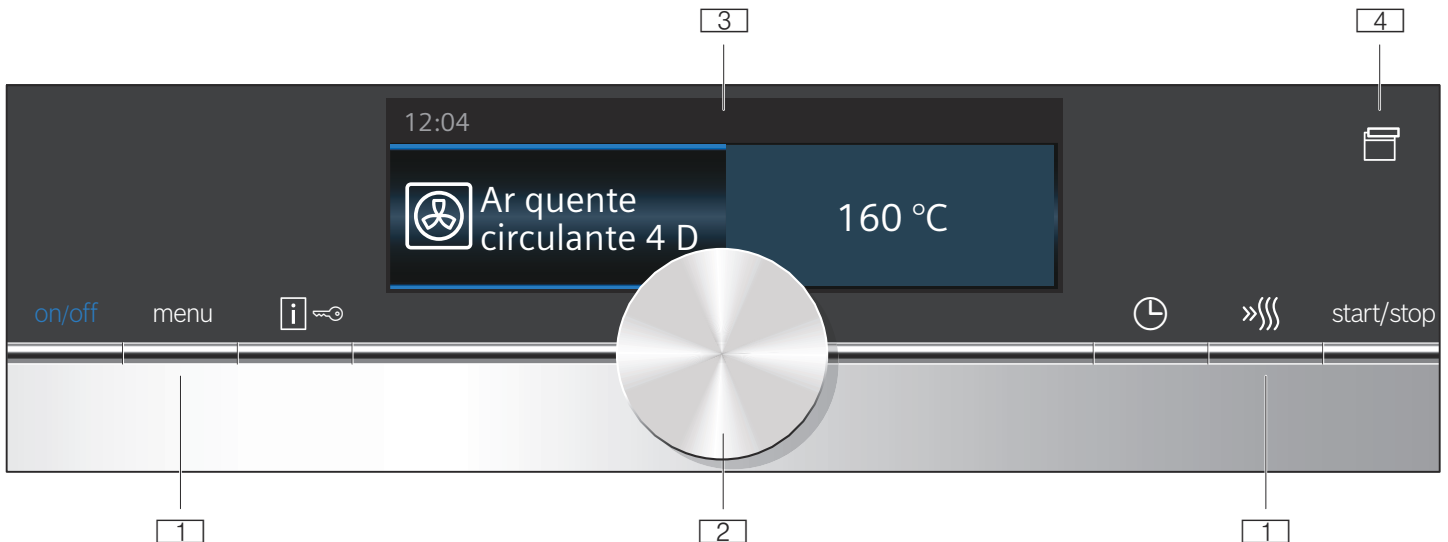 3 4
12:04
Ar quente
circulante 4 D
160 °C
on/off menu i start/stop
1 2 1